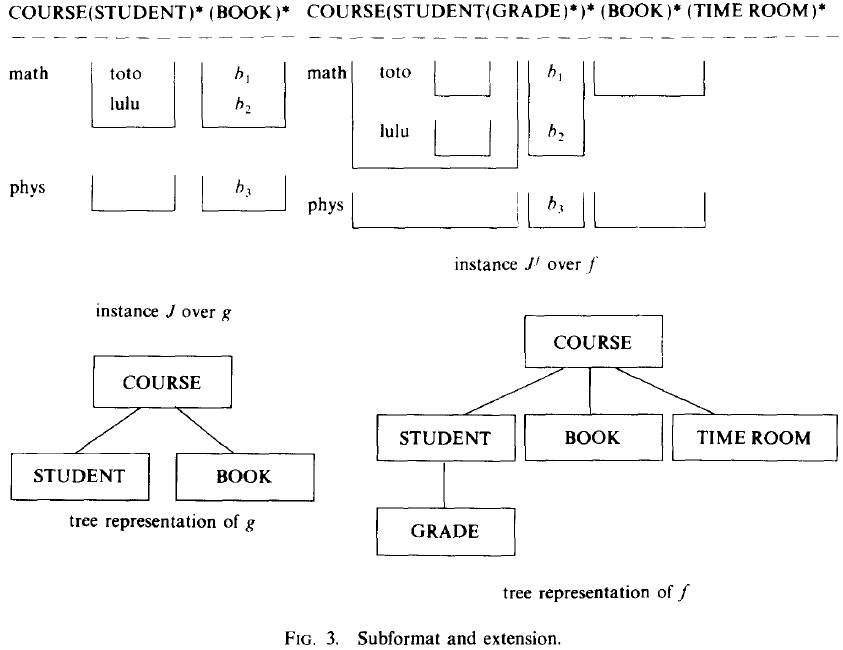 COURSE(STUDENT)* (BOOK)* COURSE(STUDENT(GRADE)*)* (BOOK)* (TIME ROOM)*
math toto b₁ math toto b₁
lulu b₂
lulu b₂
phys b₃ phys b₃
instance Jᶠ over f
instance J over g
COURSE
COURSE
STUDENT BOOK TIME ROOM
STUDENT BOOK
tree representation of g
GRADE
tree representation of f
FIG. 3. Subformat and extension.